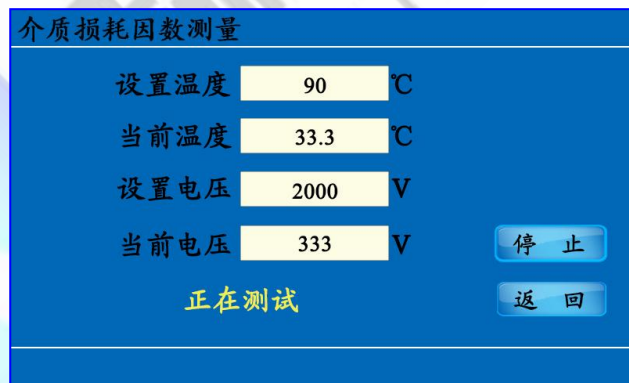 介质损耗因数测量
设置温度 90 ℃
当前温度 33.3 ℃
设置电压 2000 V
当前电压 333 V
停 止
正在测试
返 回